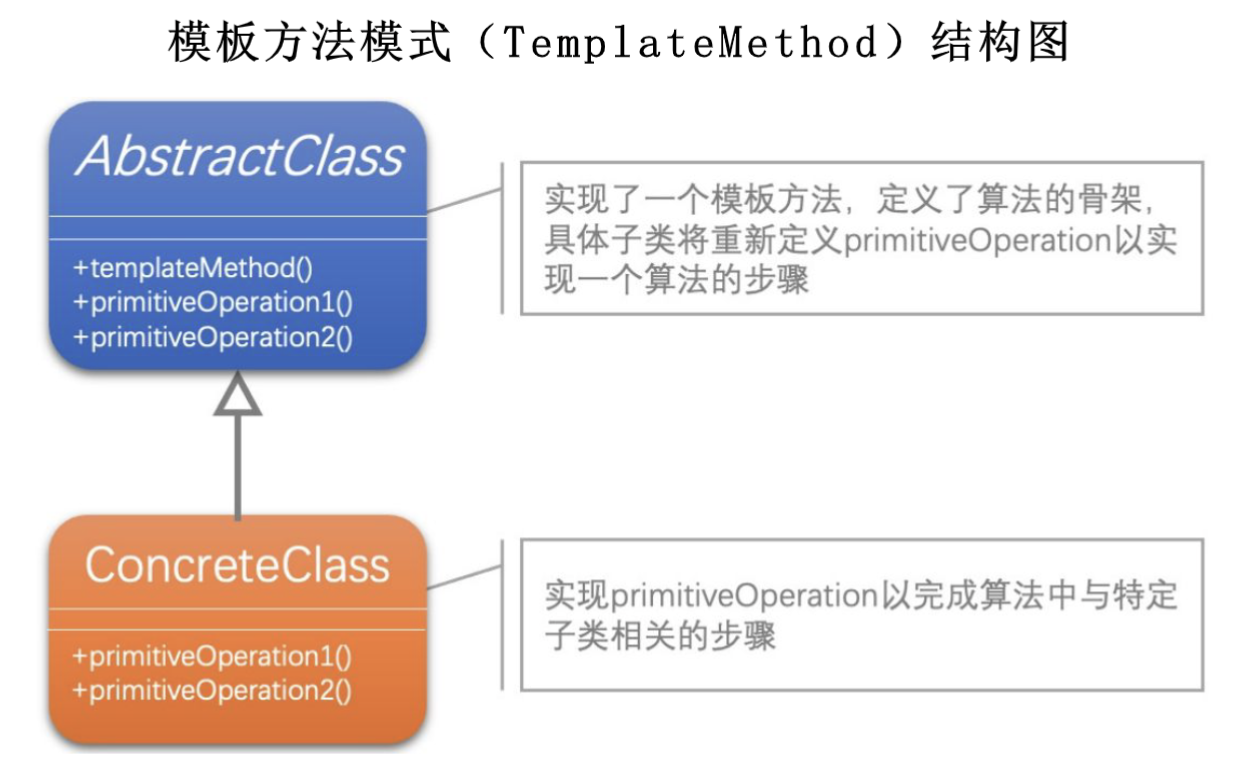 模板方法模式（TemplateMethod）结构图
AbstractClass
+templateMethod()
+primitiveOperation1()
+primitiveOperation2()
实现了一个模板方法，定义了算法的骨架，
具体子类将重新定义primitiveOperation以实
现一个算法的步骤
ConcreteClass
+primitiveOperation1()
+primitiveOperation2()
实现primitiveOperation以完成算法中与特定
子类相关的步骤